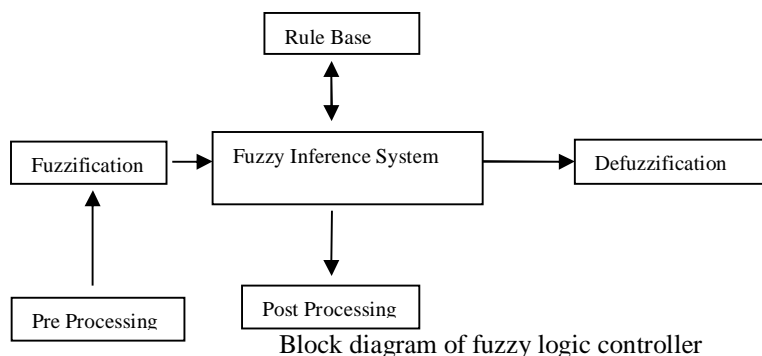 Rule Base
Fuzzy Inference System
Fuzzification
Defuzzification
Post Processing
Pre Processing
Block diagram of fuzzy logic controller